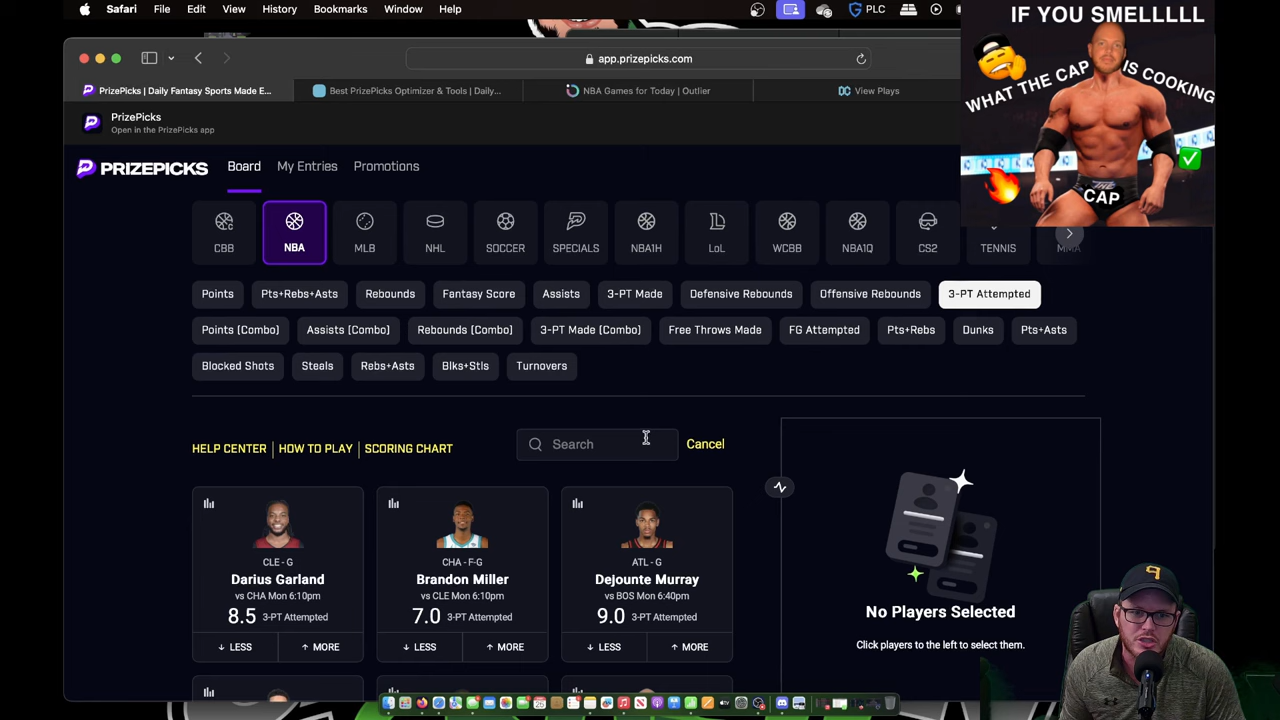 Safari File Edit View History Bookmarks Window Help PLC
IF YOU SMELLLLL
WHAT THE CAP IS COOKING
THE
CAP
app.prizepicks.com
PrizePicks | Daily Fantasy Sports Made E...
Best PrizePicks Optimizer & Tools | Daily...
NBA Games for Today | Outlier
DC View Plays
PrizePicks
Open in the PrizePicks app
PRIZEPICKS Board My Entries Promotions
CBB NBA MLB NHL SOCCER SPECIALS NBA1H LoL WCBB NBA1Q CS2 TENNIS MMA
Points Pts+Rebs+Asts Rebounds Fantasy Score Assists 3-PT Made Defensive Rebounds Offensive Rebounds 3-PT Attempted
Points (Combo) Assists (Combo) Rebounds (Combo) 3-PT Made (Combo) Free Throws Made FG Attempted Pts+Rebs Dunks Pts+Asts
Blocked Shots Steals Rebs+Asts Blks+Stls Turnovers
HELP CENTER HOW TO PLAY SCORING CHART Search Cancel
CLE - G
Darius Garland
vs CHA Mon 6:10pm
8.5 3-PT Attempted
↓ LESS ↑ MORE
CHA - F-G
Brandon Miller
vs CLE Mon 6:10pm
7.0 3-PT Attempted
↓ LESS ↑ MORE
ATL - G
Dejounte Murray
vs BOS Mon 6:40pm
9.0 3-PT Attempted
↓ LESS ↑ MORE
No Players Selected
Click players to the left to select them.